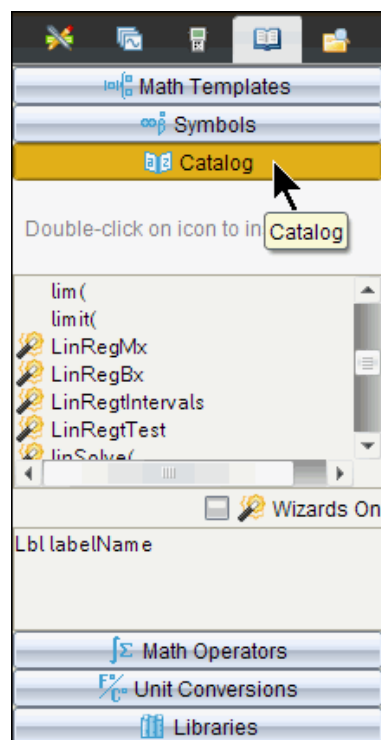 Math Templates
Symbols
Catalog
Double-click on icon to in
Catalog
lim(
limit(
LinRegMx
LinRegBx
LinRegtIntervals
LinRegtTest
linSolve(
Wizards On
Lbl labelName
Math Operators
Unit Conversions
Libraries